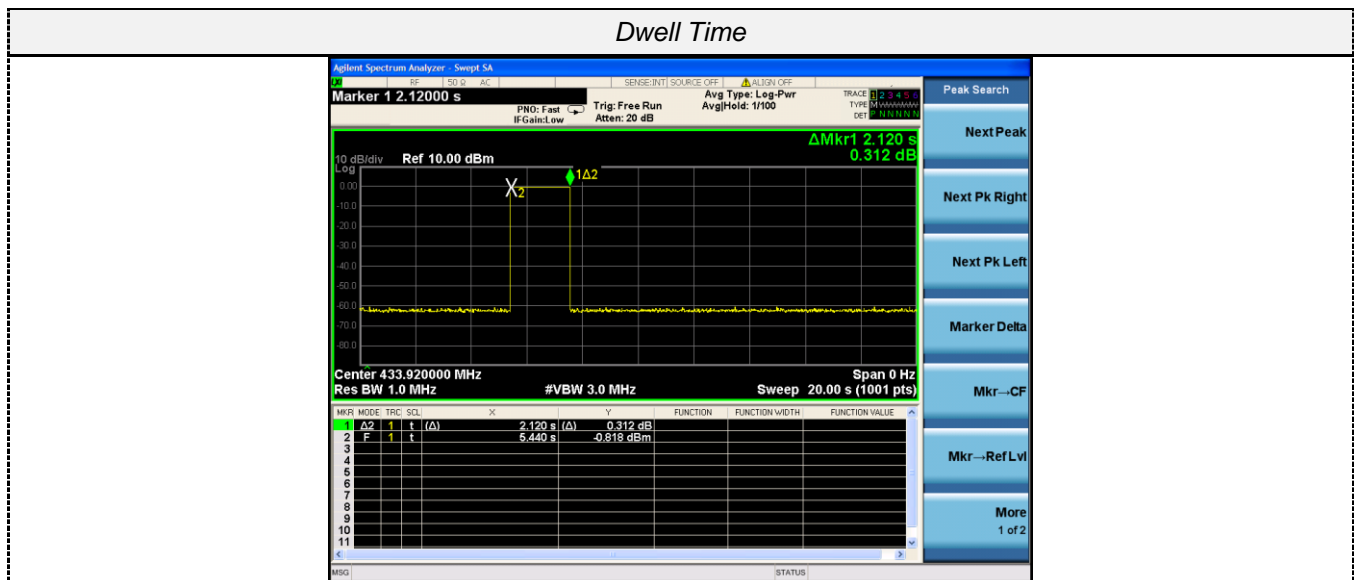 Dwell Time
Agilent Spectrum Analyzer - Swept SA
RF 50 Ω AC SENSE:INT SOURCE OFF ALIGN OFF
Marker 1 2.12000 s
PNO: Fast
IFGain:Low
Trig: Free Run
Atten: 20 dB
Avg Type: Log-Pwr
Avg|Hold: 1/100
TRACE 1 2 3 4 5 6
TYPE M
DET P N N N N N
ΔMkr1 2.120 s
0.312 dB
10 dB/div Ref 10.00 dBm
Log
0.00
-10.0
-20.0
-30.0
-40.0
-50.0
-60.0
-70.0
-80.0
X2
1Δ2
Center 433.920000 MHz Span 0 Hz
Res BW 1.0 MHz #VBW 3.0 MHz Sweep 20.00 s (1001 pts)
MKR MODE TRC SCL X Y FUNCTION FUNCTION WIDTH FUNCTION VALUE
1 Δ2 1 t (Δ) 2.120 s (Δ) 0.312 dB
2 F 1 t 5.440 s -0.818 dBm
3
4
5
6
7
8
9
10
11
MSG STATUS
Peak Search
Next Peak
Next Pk Right
Next Pk Left
Marker Delta
Mkr→CF
Mkr→Ref Lvl
More
1 of 2